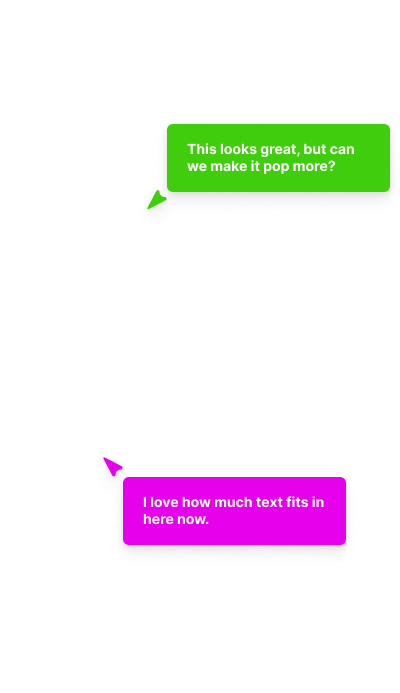 This looks great, but can
we make it pop more?
I love how much text fits in
here now.